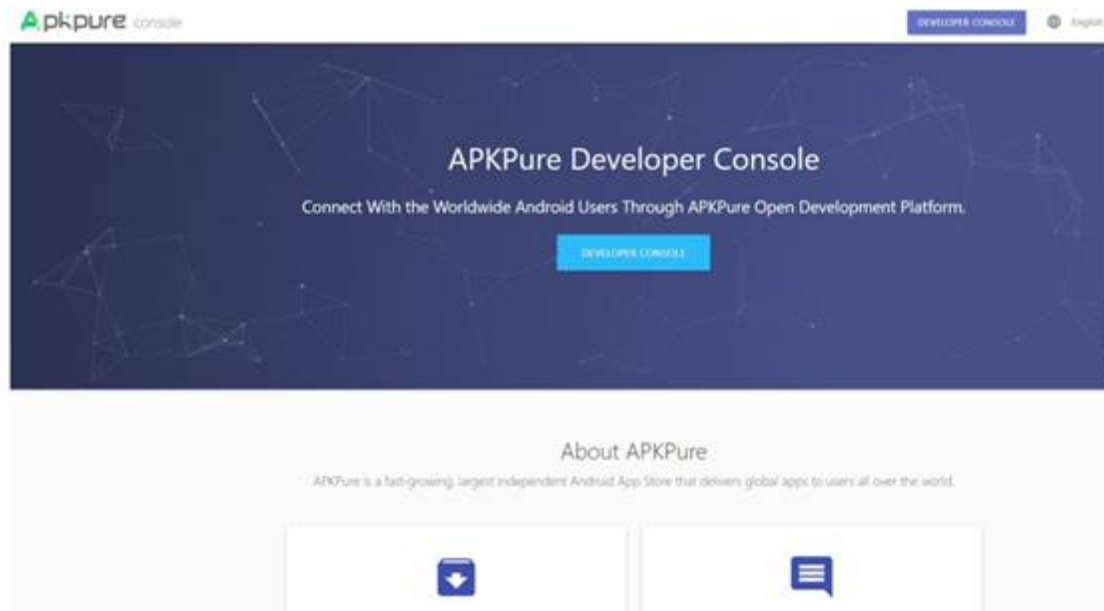 Apkpure console
DEVELOPER CONSOLE
English
APKPure Developer Console
Connect With the Worldwide Android Users Through APKPure Open Development Platform.
DEVELOPER CONSOLE
About APKPure
APKPure is a fast-growing, largest independent Android App Store that delivers global apps to users all over the world.